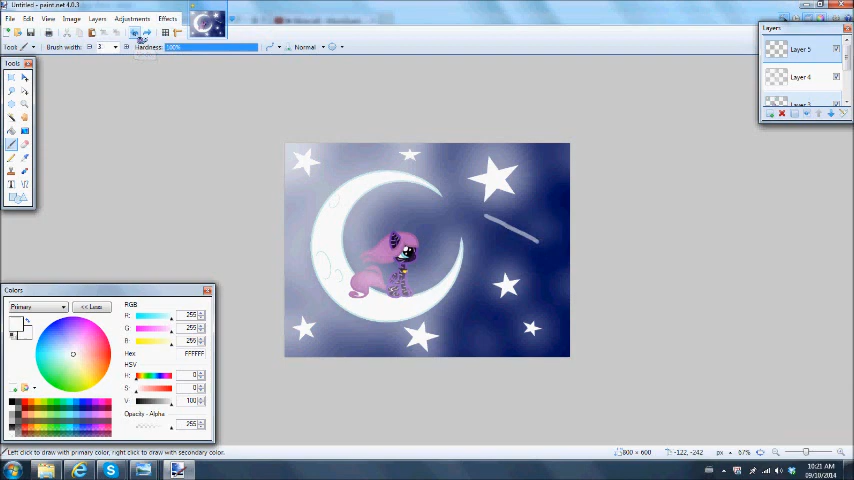 Untitled - paint.net 4.0.3
File Edit View Image Layers Adjustments Effects
Tool: Brush width: 3 Hardness: 100% Normal
Tools
Layers
Layer 5
Layer 4
Layer 3
Colors
Primary << Less
RGB
R: 255
G: 255
B: 255
Hex FFFFFF
HSV
H: 0
S: 0
V: 100
Opacity - Alpha
255
Left click to draw with primary color, right click to draw with secondary color. 800 × 600 -122, -242 px 67%
10:21 AM
09/10/2014